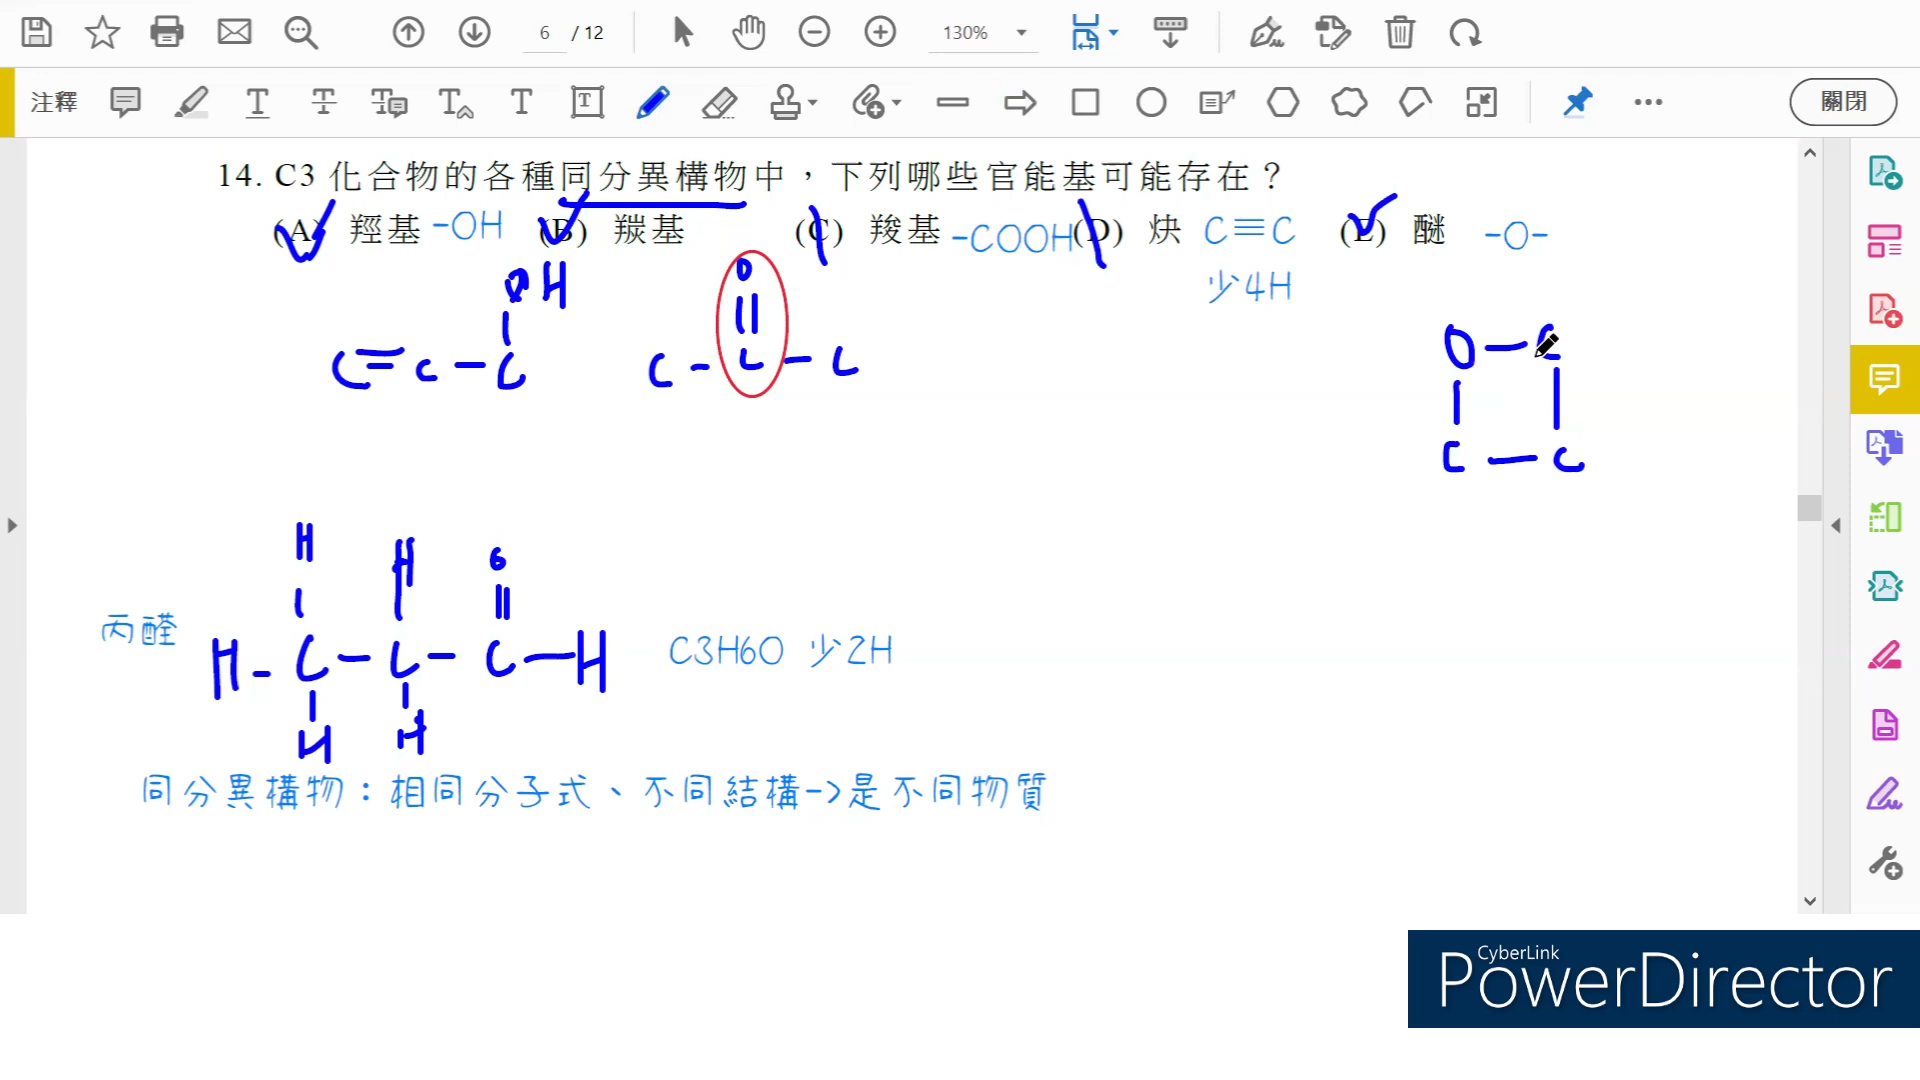 6 / 12
130%
注釋
關閉
14. C3 化合物的各種同分異構物中，下列哪些官能基可能存在？
(A) 羥基 -OH (B) 羰基 (C) 羧基 -COOH (D) 炔 C≡C (E) 醚 -O-
少4H
OH
C=C-C
O
C-C-C
O-C
C-C
H H O
丙醛 H-C-C-C-H C3H6O 少2H
H H
同分異構物：相同分子式、不同結構->是不同物質
CyberLink
PowerDirector